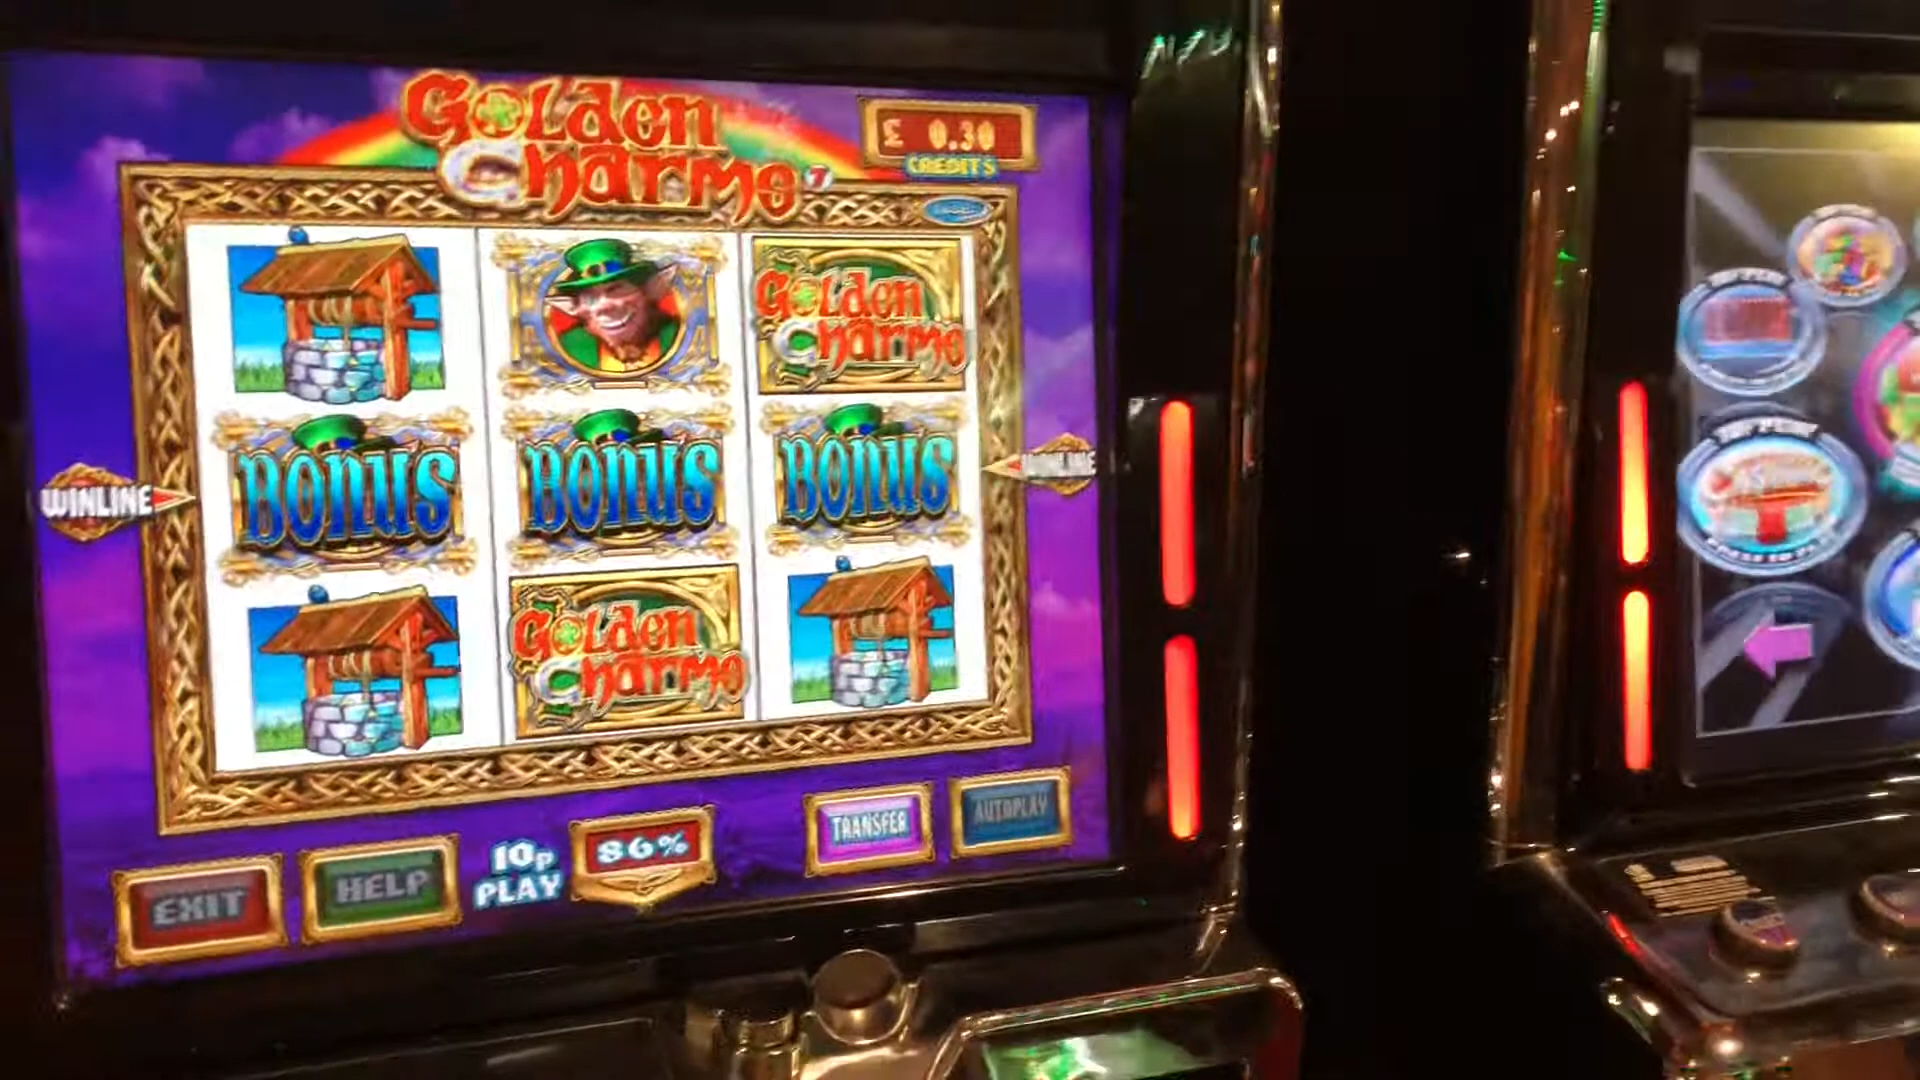 Golden
Charms
£ 0.30
CREDITS
Golden
Charms
BONUS
BONUS
BONUS
WINLINE
WINLINE
Golden
Charms
EXIT
HELP
10p
PLAY
86%
TRANSFER
AUTOPLAY